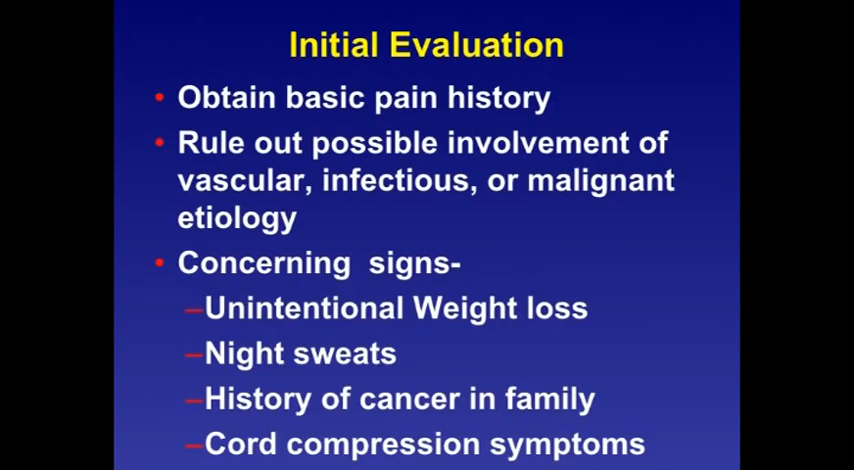 Initial Evaluation
• Obtain basic pain history
• Rule out possible involvement of
vascular, infectious, or malignant
etiology
• Concerning  signs-
–Unintentional Weight loss
–Night sweats
–History of cancer in family
–Cord compression symptoms